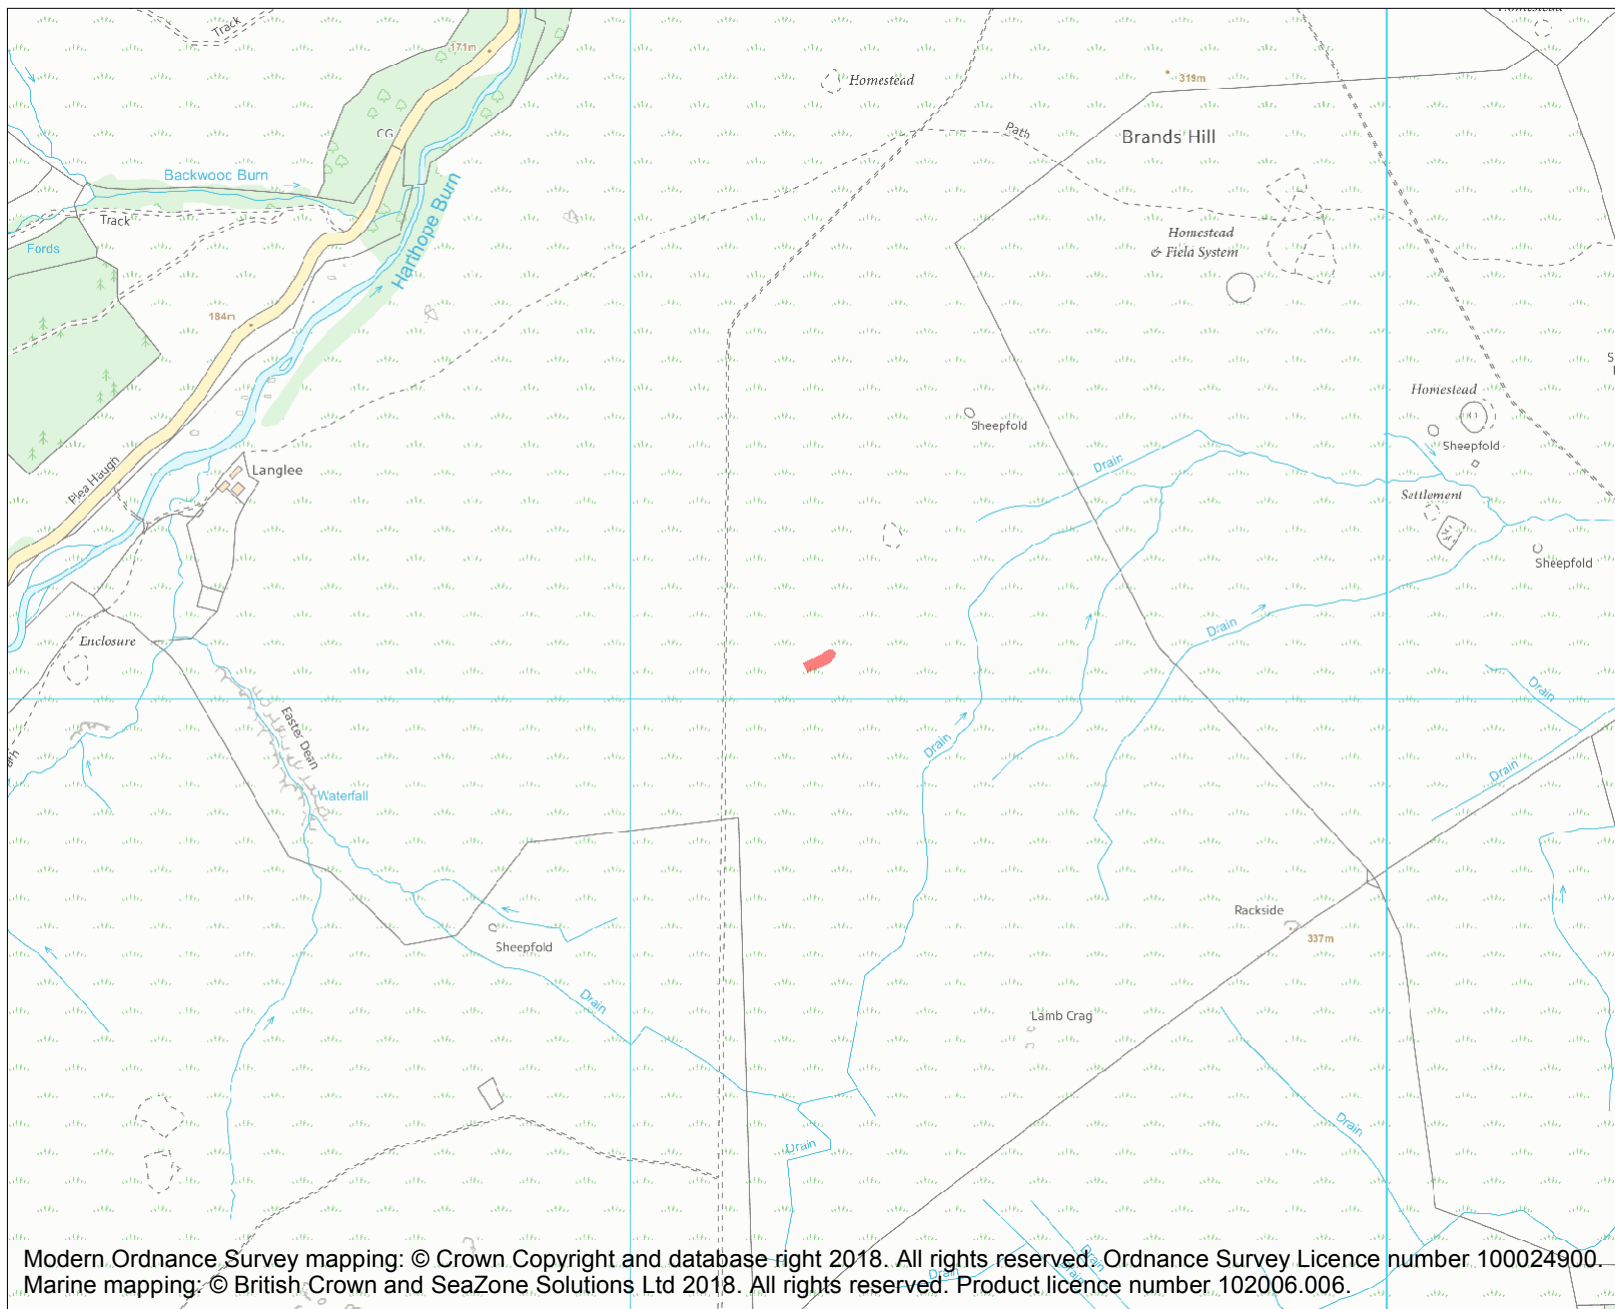 Track
171m
Homestead
319m
CG
Path
Brands Hill
Backwooc Burn
Track
Harthope Burn
Fords
Homestead
& Field System
184m
Homestead
Sheepfold
Sheepfold
Drain
Langlee
Plea Haugh
Settlement
Sheepfold
Drain
Enclosure
Drain
Easter Dean
Drain
Drain
Waterfall
Rackside
337m
Sheepfold
Drain
Lamb Crag
Drain
Drain
Drain
Drain
Drain
Modern Ordnance Survey mapping: © Crown Copyright and database right 2018. All rights reserved. Ordnance Survey Licence number 100024900.
Marine mapping: © British Crown and SeaZone Solutions Ltd 2018. All rights reserved. Product licence number 102006.006.